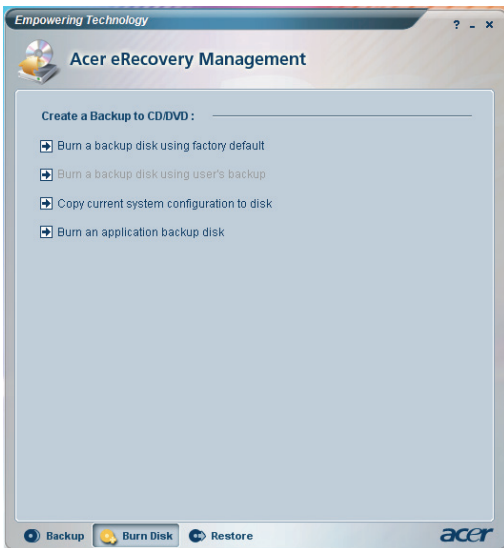 Empowering Technology
? - ×
Acer eRecovery Management
Create a Backup to CD/DVD :
Burn a backup disk using factory default
Burn a backup disk using user's backup
Copy current system configuration to disk
Burn an application backup disk
Backup Burn Disk Restore acer